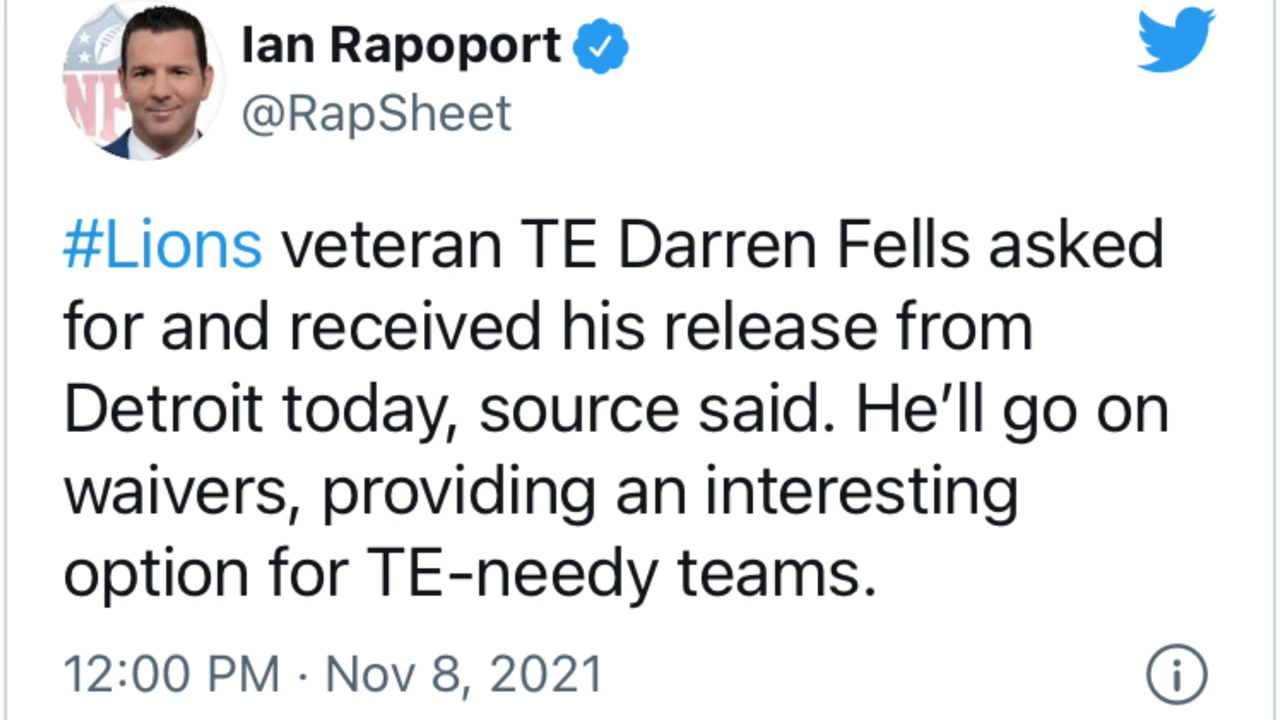 Ian Rapoport
@RapSheet
#Lions veteran TE Darren Fells asked
for and received his release from
Detroit today, source said. He’ll go on
waivers, providing an interesting
option for TE-needy teams.
12:00 PM · Nov 8, 2021